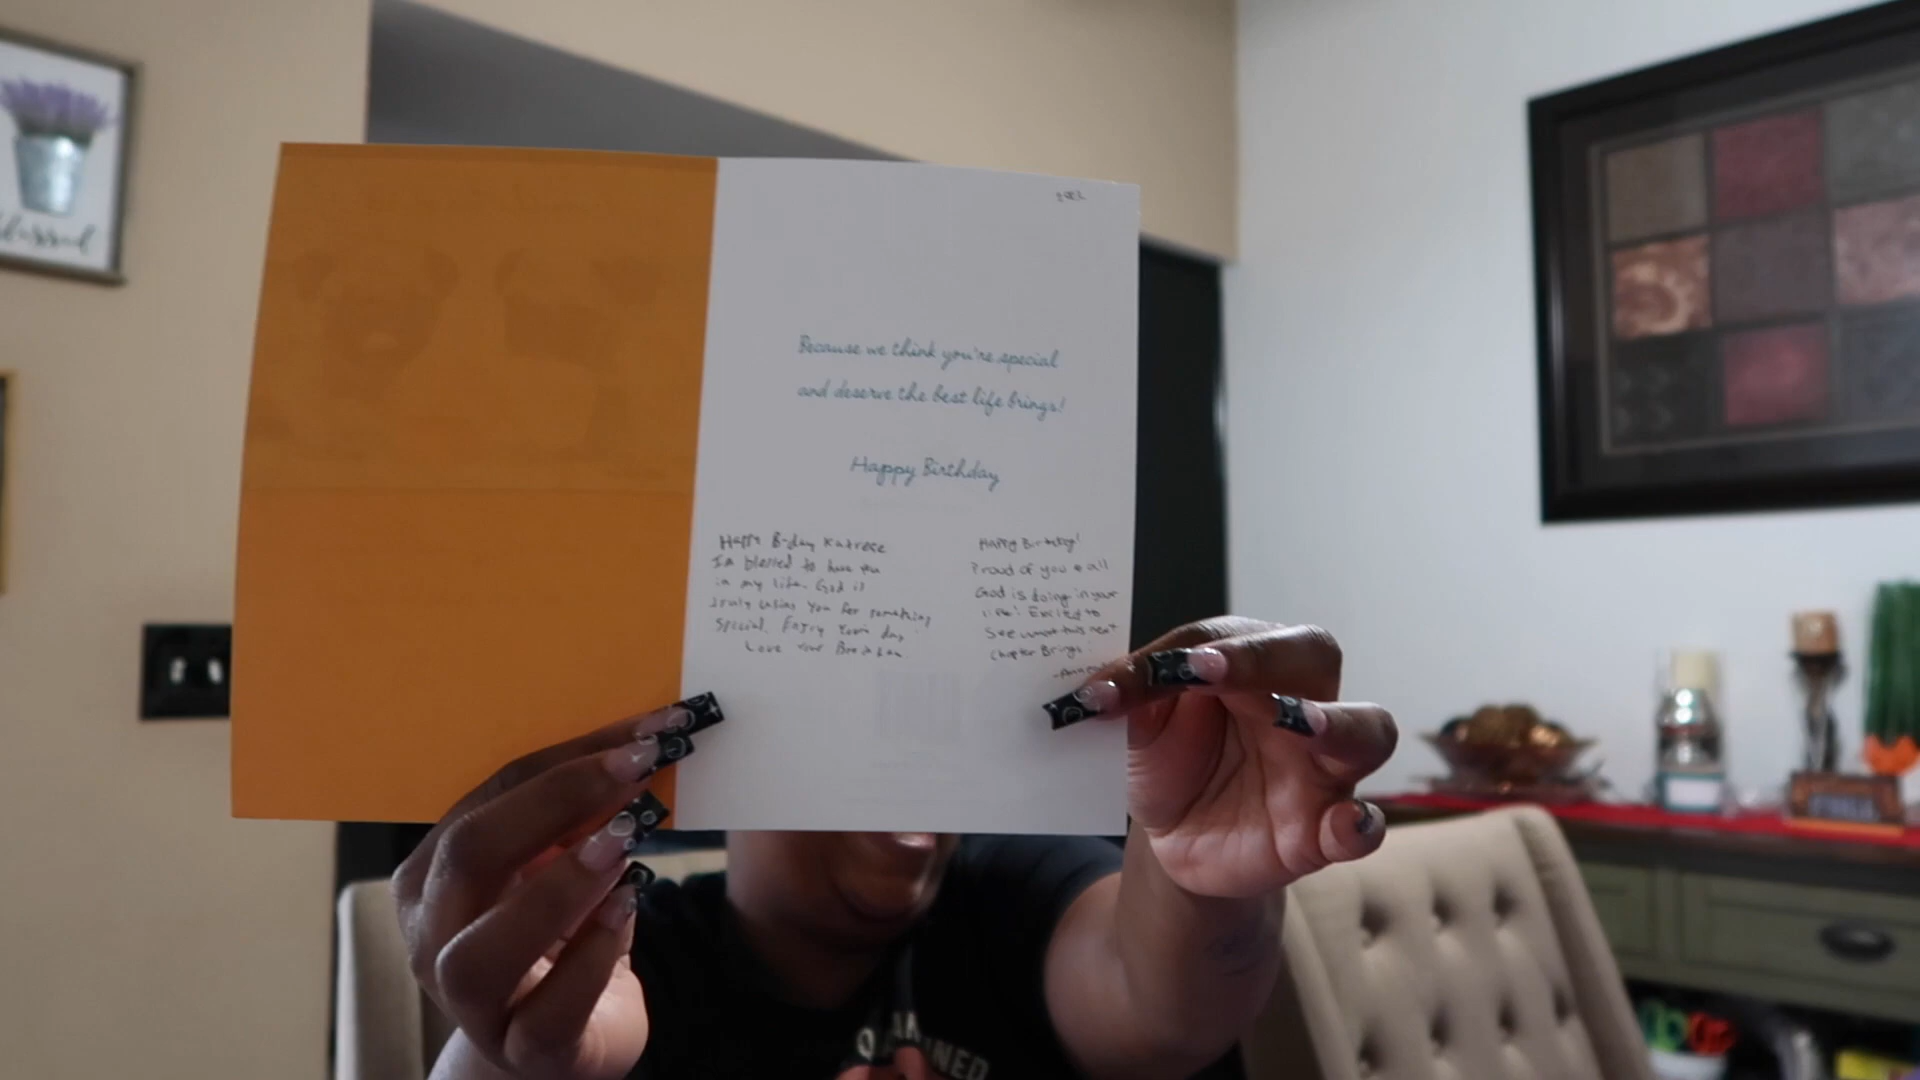 blessed
Because we think you're special
and deserve the best life brings!
Happy Birthday
Happy B-day Katrece
I'm blessed to have you
in my life. God is
truly using you for something
special. Enjoy your day!
Love your
Happy Birthday!
Proud of you & all
God is doing in your
life! Excited to
see what this next
Chapter Brings!